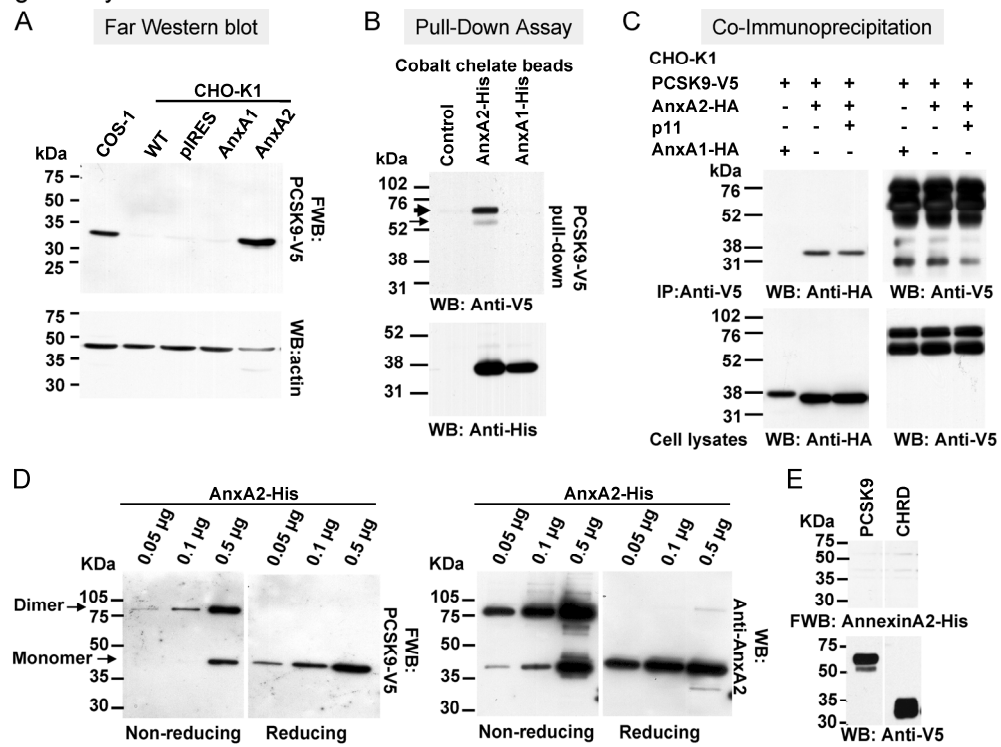 A
Far Western blot
CHO-K1
COS-1
WT
pIRES
AnxA1
AnxA2
kDa
75
50
35
30
25
FWB:
PCSK9-V5
75
50
35
30
WB:actin
B
Pull-Down Assay
Cobalt chelate beads
Control
AnxA2-His
AnxA1-His
kDa
102
76
52
38
31
PCSK9-V5
pull-down
WB: Anti-V5
52
38
31
WB: Anti-His
C
Co-Immunoprecipitation
CHO-K1
PCSK9-V5 + + + + + +
AnxA2-HA - + + - + +
p11 - - + - - +
AnxA1-HA + - - + - -
kDa
76
52
38
31
IP:Anti-V5 WB: Anti-HA WB: Anti-V5
102
76
52
38
31
Cell lysates WB: Anti-HA WB: Anti-V5
D
AnxA2-His
0.05 µg
0.1 µg
0.5 µg
0.05 µg
0.1 µg
0.5 µg
KDa
105
Dimer
75
50
Monomer
35
30
FWB:
PCSK9-V5
Non-reducing Reducing
AnxA2-His
0.05 µg
0.1 µg
0.5 µg
0.05 µg
0.1 µg
0.5 µg
KDa
105
75
50
35
30
WB:
Anti-AnxA2
Non-reducing Reducing
E
PCSK9
CHRD
KDa
75
50
35
30
FWB: AnnexinA2-His
75
50
35
30
WB: Anti-V5